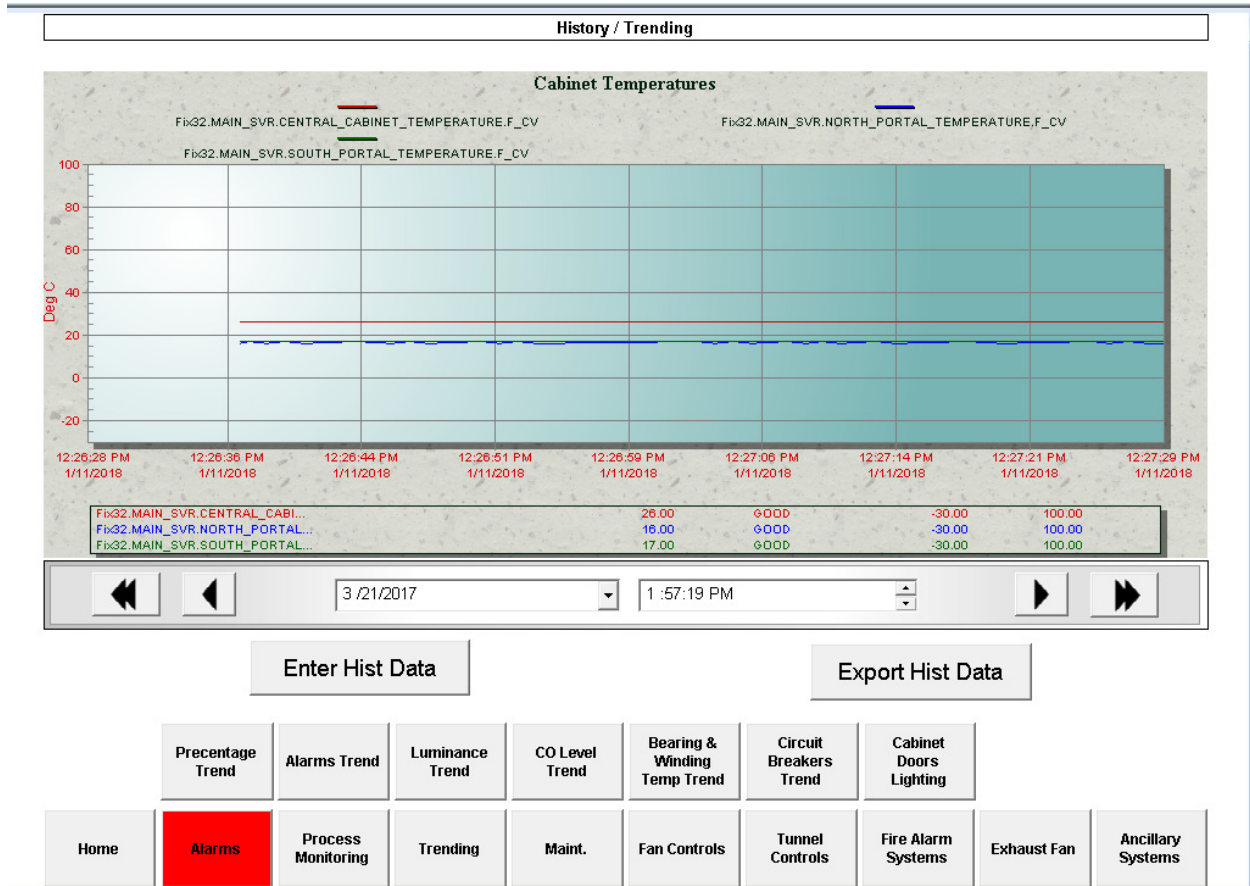 History / Trending
Cabinet Temperatures
Fix32.MAIN_SVR.CENTRAL_CABINET_TEMPERATURE.F_CV
Fix32.MAIN_SVR.NORTH_PORTAL_TEMPERATURE.F_CV
Fix32.MAIN_SVR.SOUTH_PORTAL_TEMPERATURE.F_CV
100
80
60
40
20
0
-20
Deg C
12:26:28 PM 12:26:36 PM 12:26:44 PM 12:26:51 PM 12:26:59 PM 12:27:06 PM 12:27:14 PM 12:27:21 PM 12:27:29 PM
1/11/2018 1/11/2018 1/11/2018 1/11/2018 1/11/2018 1/11/2018 1/11/2018 1/11/2018 1/11/2018
Fix32.MAIN_SVR.CENTRAL_CABI... 26.00 GOOD -30.00 100.00
Fix32.MAIN_SVR.NORTH_PORTAL... 16.00 GOOD -30.00 100.00
Fix32.MAIN_SVR.SOUTH_PORTAL... 17.00 GOOD -30.00 100.00
3 /21/2017 1 :57:19 PM
Enter Hist Data
Export Hist Data
Precentage
Trend
Alarms Trend
Luminance
Trend
CO Level
Trend
Bearing &
Winding
Temp Trend
Circuit
Breakers
Trend
Cabinet
Doors
Lighting
Home
Alarms
Process
Monitoring
Trending
Maint.
Fan Controls
Tunnel
Controls
Fire Alarm
Systems
Exhaust Fan
Ancillary
Systems